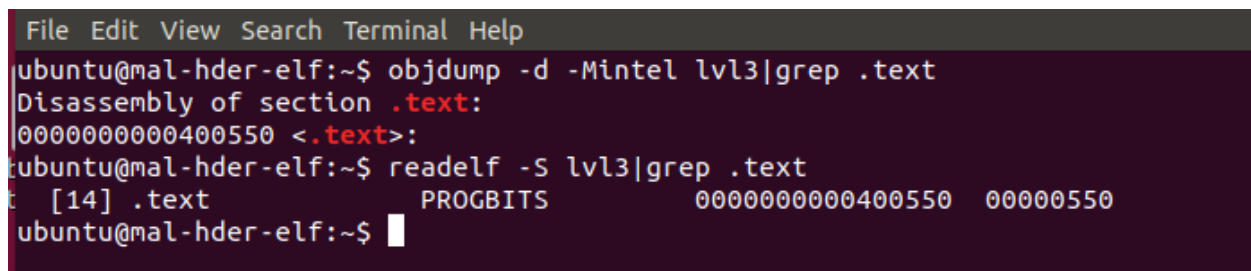 File Edit View Search Terminal Help
ubuntu@mal-hder-elf:~$ objdump -d -Mintel lvl3|grep .text
Disassembly of section .text:
0000000000400550 <.text>:
ubuntu@mal-hder-elf:~$ readelf -S lvl3|grep .text
  [14] .text             PROGBITS         0000000000400550  00000550
ubuntu@mal-hder-elf:~$